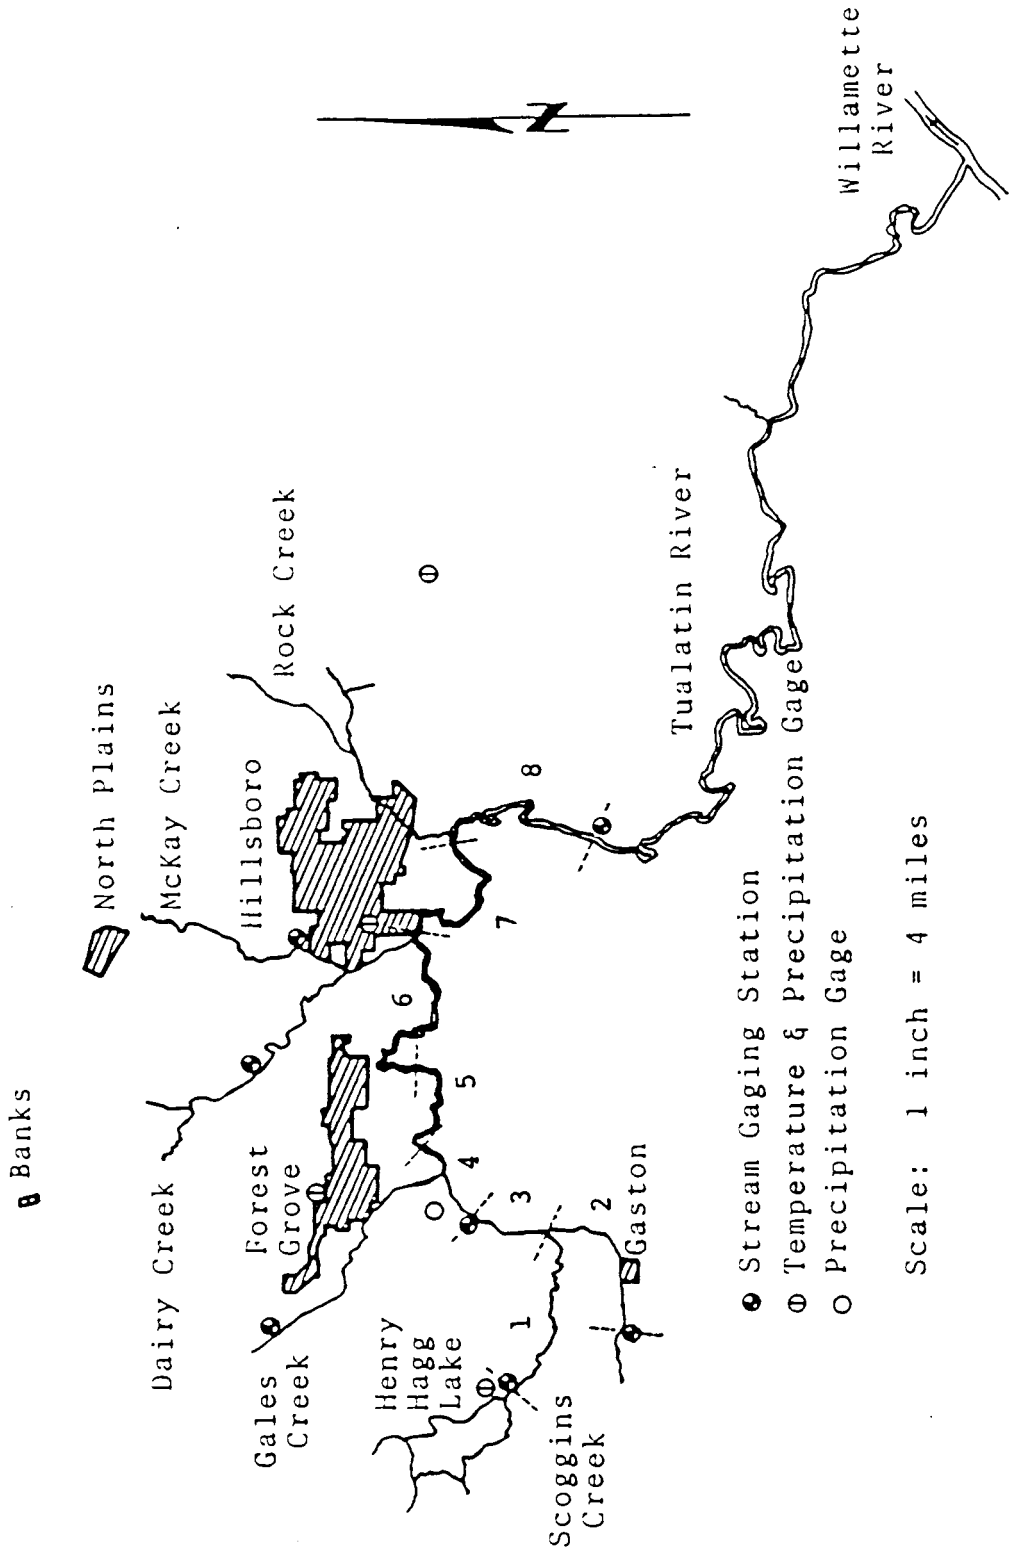 Banks
North Plains
Dairy Creek
McKay Creek
Forest
Grove
Hillsboro
Rock Creek
Gales
Creek
Henry
Hagg
Lake
Scoggins
Creek
1
2
3
4
5
6
7
8
Gaston
Tualatin River
Willamette
River
N
Stream Gaging Station
Temperature & Precipitation Gage
Precipitation Gage
Scale: 1 inch = 4 miles